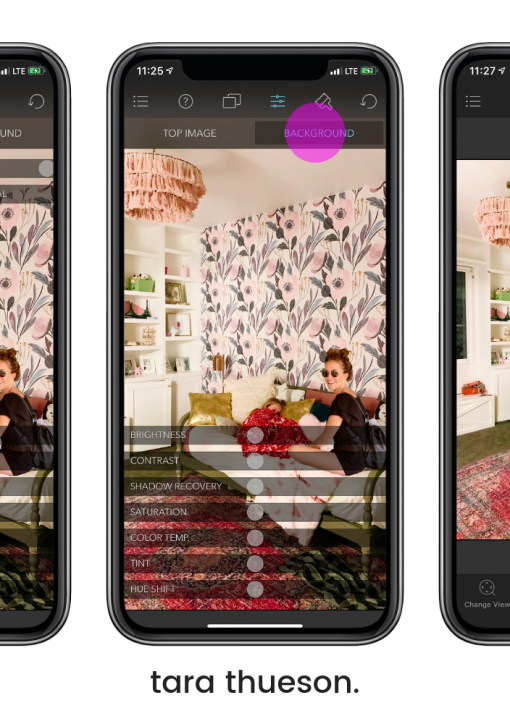 LTE
UND
AL
11:25 LTE
TOP IMAGE BACKGROUND
BRIGHTNESS
CONTRAST
SHADOW RECOVERY
SATURATION
COLOR TEMP.
TINT
HUE SHIFT
11:27
Change View
tara thueson.